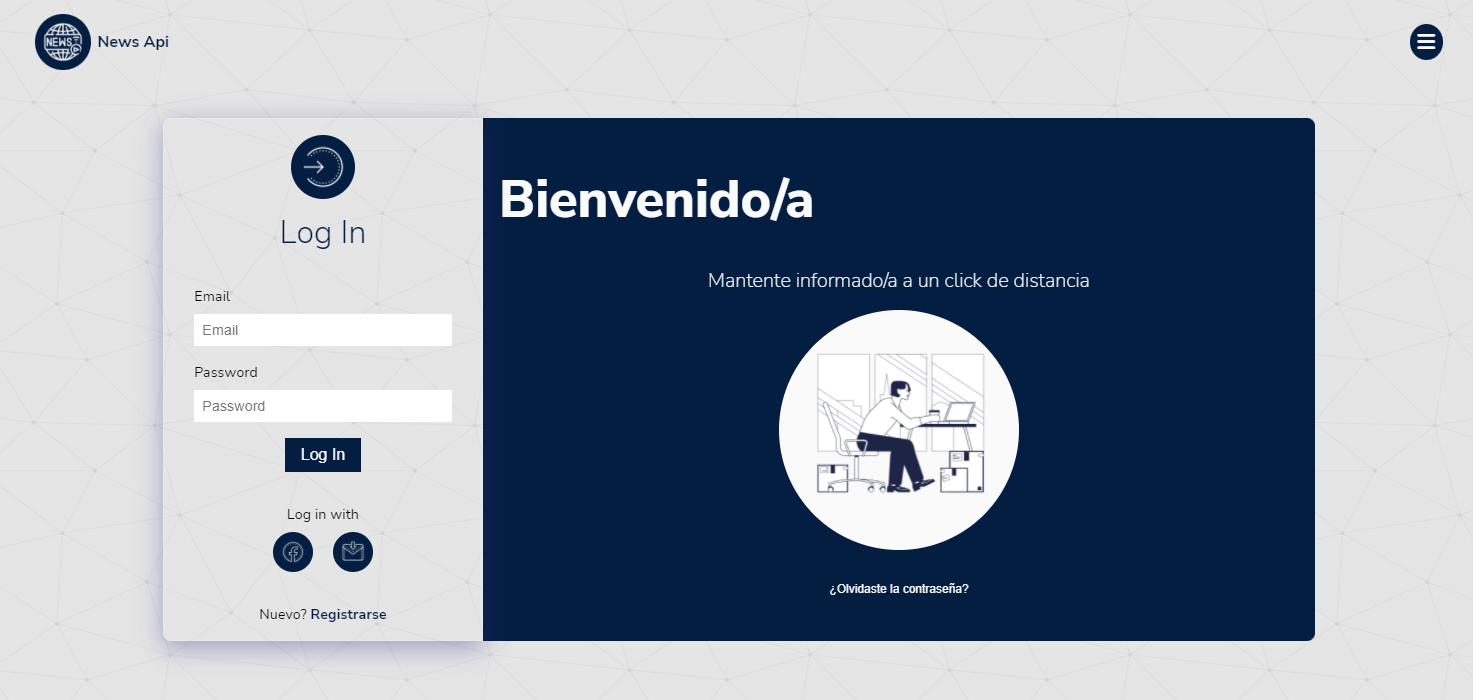 NEWS
News Api
Log In
Email
Email
Password
Password
Log In
Log in with
Nuevo? Registrarse
Bienvenido/a
Mantente informado/a a un click de distancia
¿Olvidaste la contraseña?